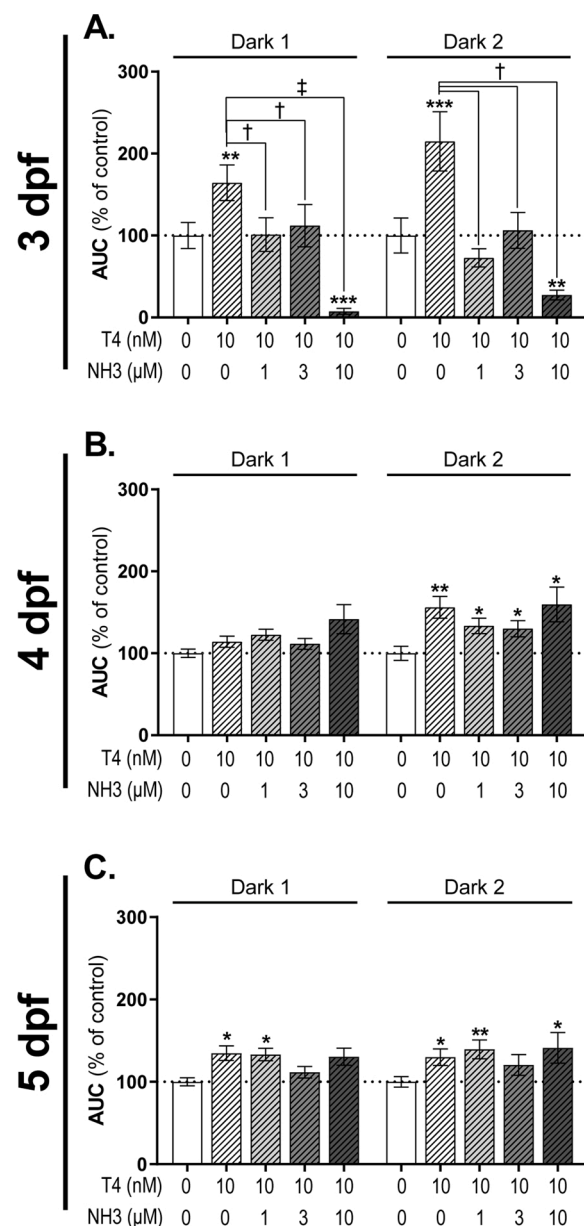 A.
3 dpf
Dark 1
Dark 2
AUC (% of control)
300
200
100
0
**
†
†
‡
***
***
†
**
T4 (nM) 0 10 10 10 10 0 10 10 10 10
NH3 (µM) 0 0 1 3 10 0 0 1 3 10
B.
4 dpf
Dark 1
Dark 2
AUC (% of control)
300
200
100
0
**
*
*
*
T4 (nM) 0 10 10 10 10 0 10 10 10 10
NH3 (µM) 0 0 1 3 10 0 0 1 3 10
C.
5 dpf
Dark 1
Dark 2
AUC (% of control)
300
200
100
0
*
*
*
**
*
T4 (nM) 0 10 10 10 10 0 10 10 10 10
NH3 (µM) 0 0 1 3 10 0 0 1 3 10